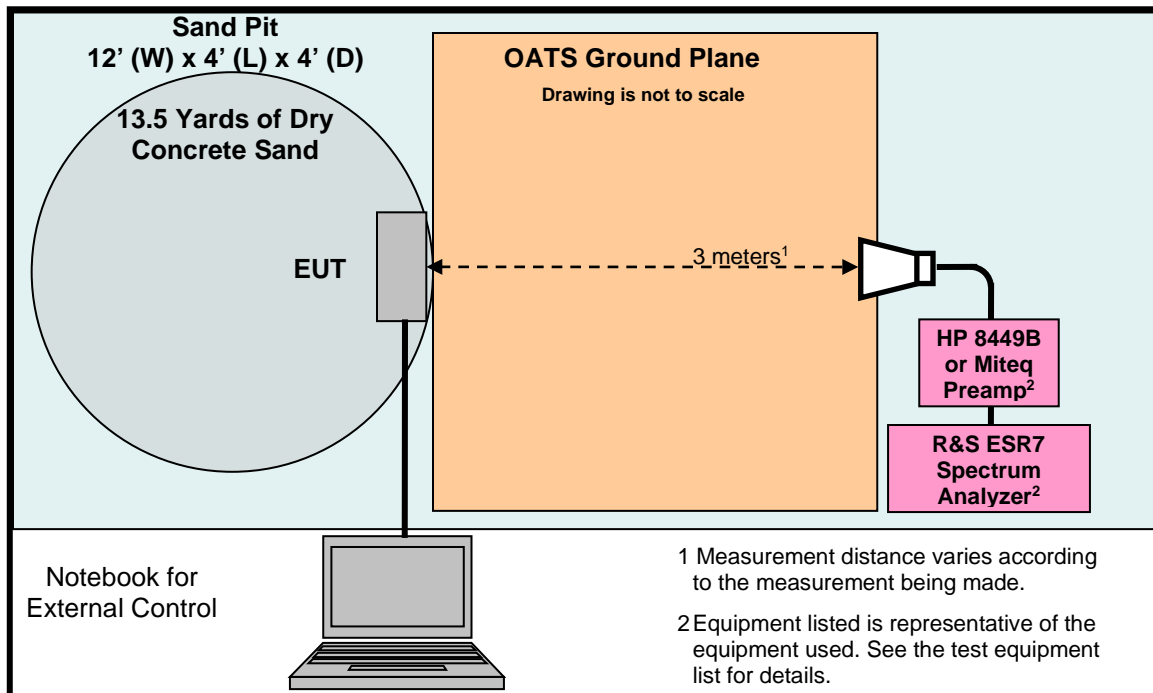 Sand Pit
12’ (W) x 4’ (L) x 4’ (D)
13.5 Yards of Dry
Concrete Sand
EUT
OATS Ground Plane
Drawing is not to scale
3 meters1
HP 8449B
or Miteq
Preamp2
R&S ESR7
Spectrum
Analyzer2
Notebook for
External Control
1 Measurement distance varies according
to the measurement being made.
2 Equipment listed is representative of the
equipment used. See the test equipment
list for details.